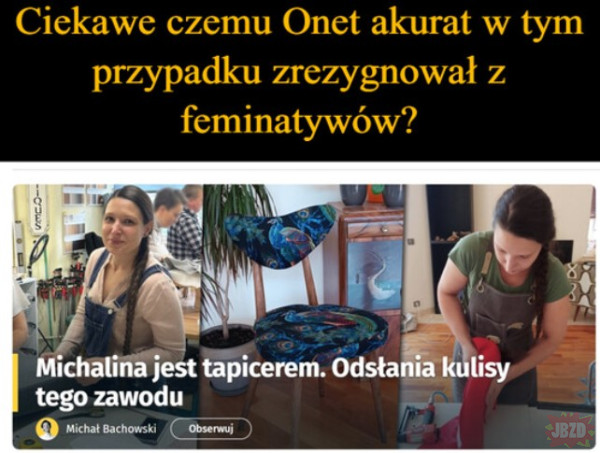 Ciekawe czemu Onet akurat w tym
przypadku zrezygnował z
feminatywów?
IQUES
Michalina jest tapicerem. Odsłania kulisy
tego zawodu
Michał Bachowski
Obserwuj
JBZD